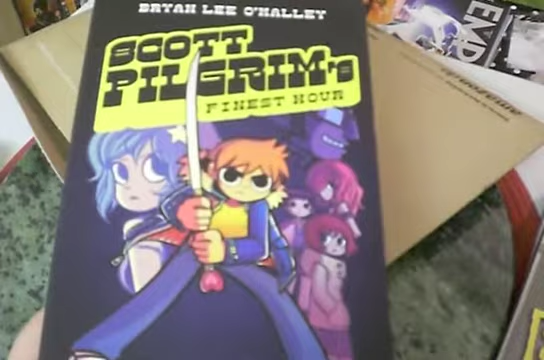 BRYAN LEE O'MALLEY
SCOTT
PILGRIM's
FINEST HOUR
END